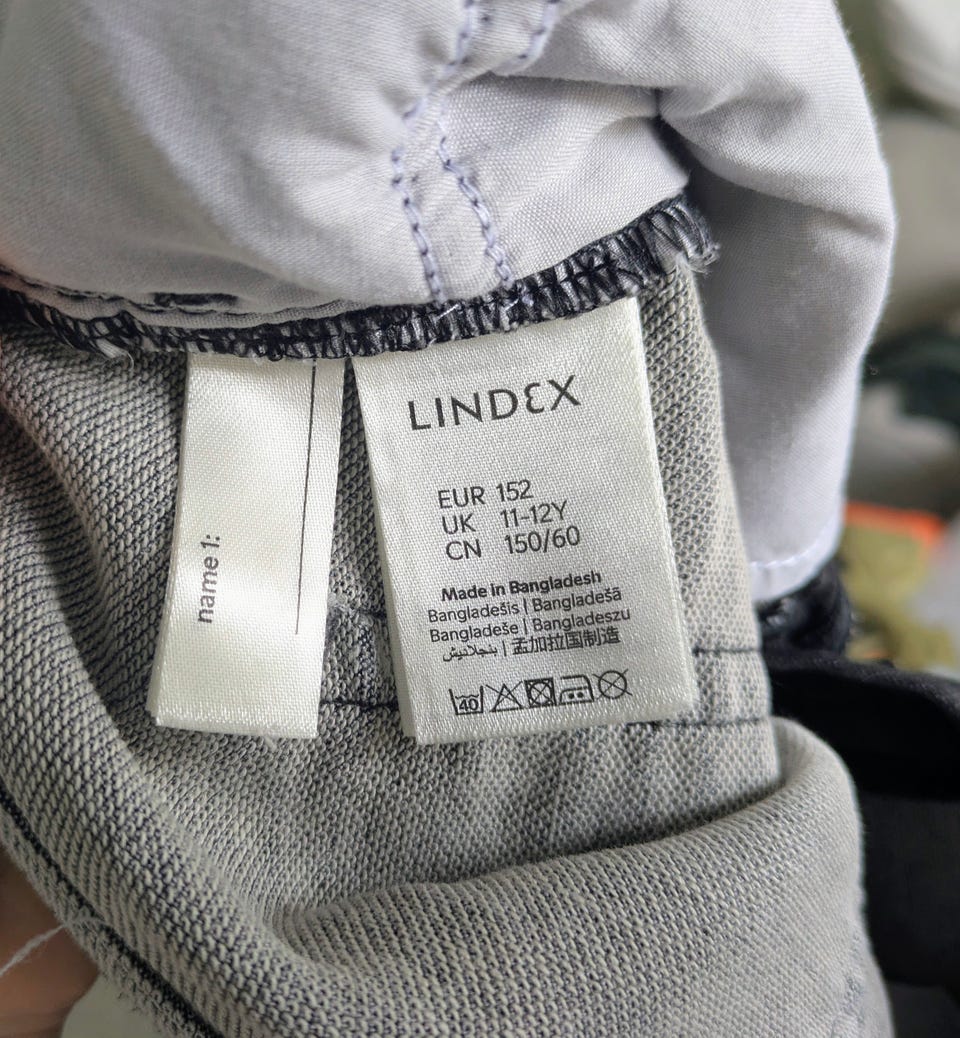 name 1:
LINDEX
EUR 152
UK 11-12Y
CN 150/60
Made in Bangladesh
Bangladešis | Bangladešā
Bangladeše | Bangladeszu
بنجلاديش | 孟加拉国制造
40